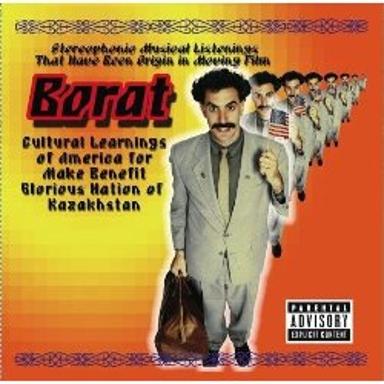 Stereophonic Musical Listenings
That Have Been Origin in Moving Film
Borat
Cultural Learnings
of America for
Make Benefit
Glorious Nation of
Kazakhstan
PARENTAL
ADVISORY
EXPLICIT CONTENT